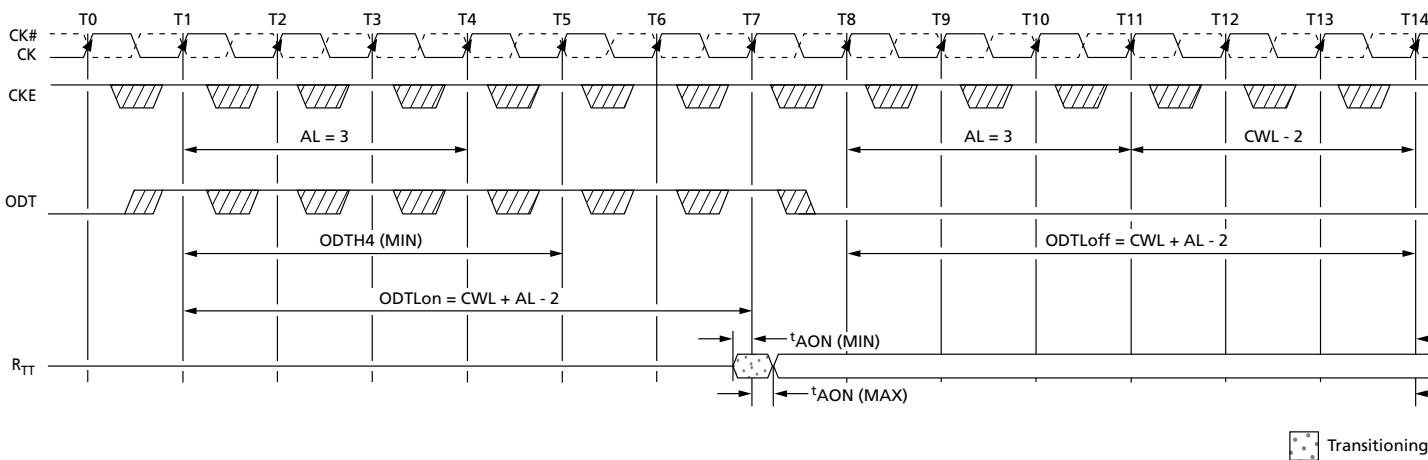 T0 T1 T2 T3 T4 T5 T6 T7 T8 T9 T10 T11 T12 T13 T14
CK#
CK
CKE
AL = 3 AL = 3 CWL - 2
ODT
ODTH4 (MIN) ODTLoff = CWL + AL - 2
ODTLon = CWL + AL - 2
tAON (MIN)
RTT
tAON (MAX)
Transitioning